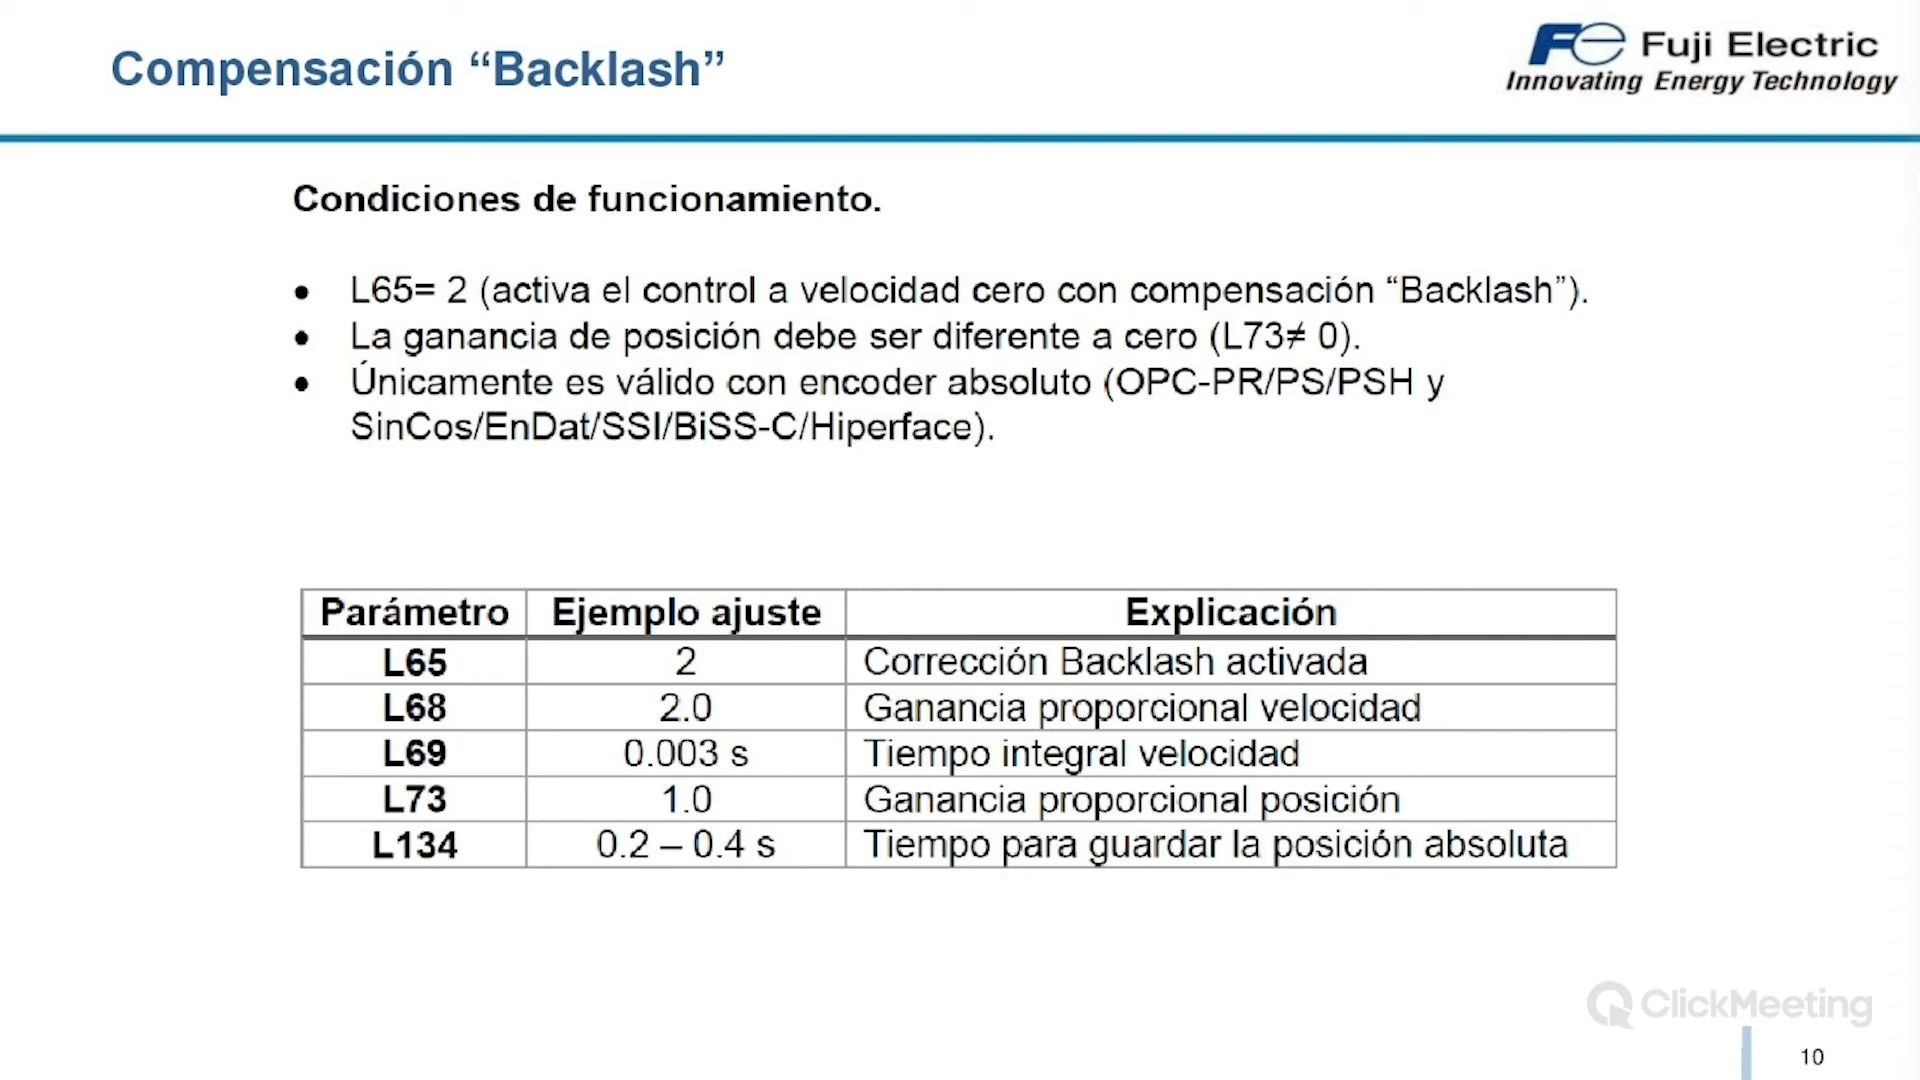 Compensación “Backlash”
Fuji Electric
Innovating Energy Technology
Condiciones de funcionamiento.
• L65= 2 (activa el control a velocidad cero con compensación “Backlash”).
• La ganancia de posición debe ser diferente a cero (L73≠ 0).
• Únicamente es válido con encoder absoluto (OPC-PR/PS/PSH y
SinCos/EnDat/SSI/BiSS-C/Hiperface).
Parámetro Ejemplo ajuste Explicación
L65 2 Corrección Backlash activada
L68 2.0 Ganancia proporcional velocidad
L69 0.003 s Tiempo integral velocidad
L73 1.0 Ganancia proporcional posición
L134 0.2 – 0.4 s Tiempo para guardar la posición absoluta
ClickMeeting
10